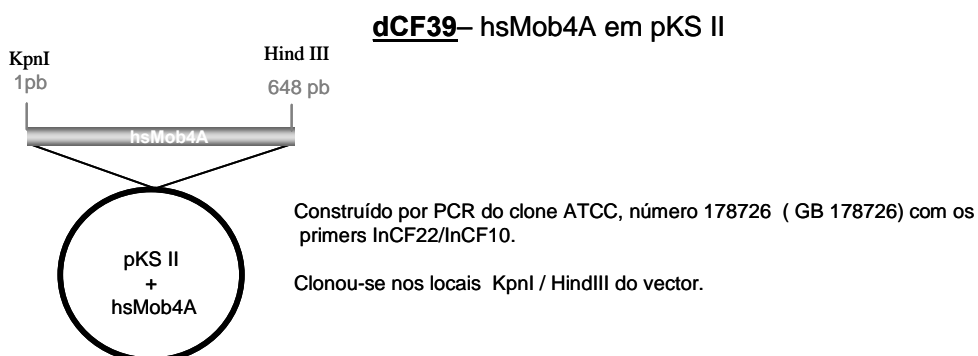 dCF39– hsMob4A em pKS II
KpnI
Hind III
1pb
648 pb
hsMob4A
Construído por PCR do clone ATCC, número 178726 ( GB 178726) com os
primers InCF22/InCF10.
Clonou-se nos locais KpnI / HindIII do vector.
pKS II
+
hsMob4A